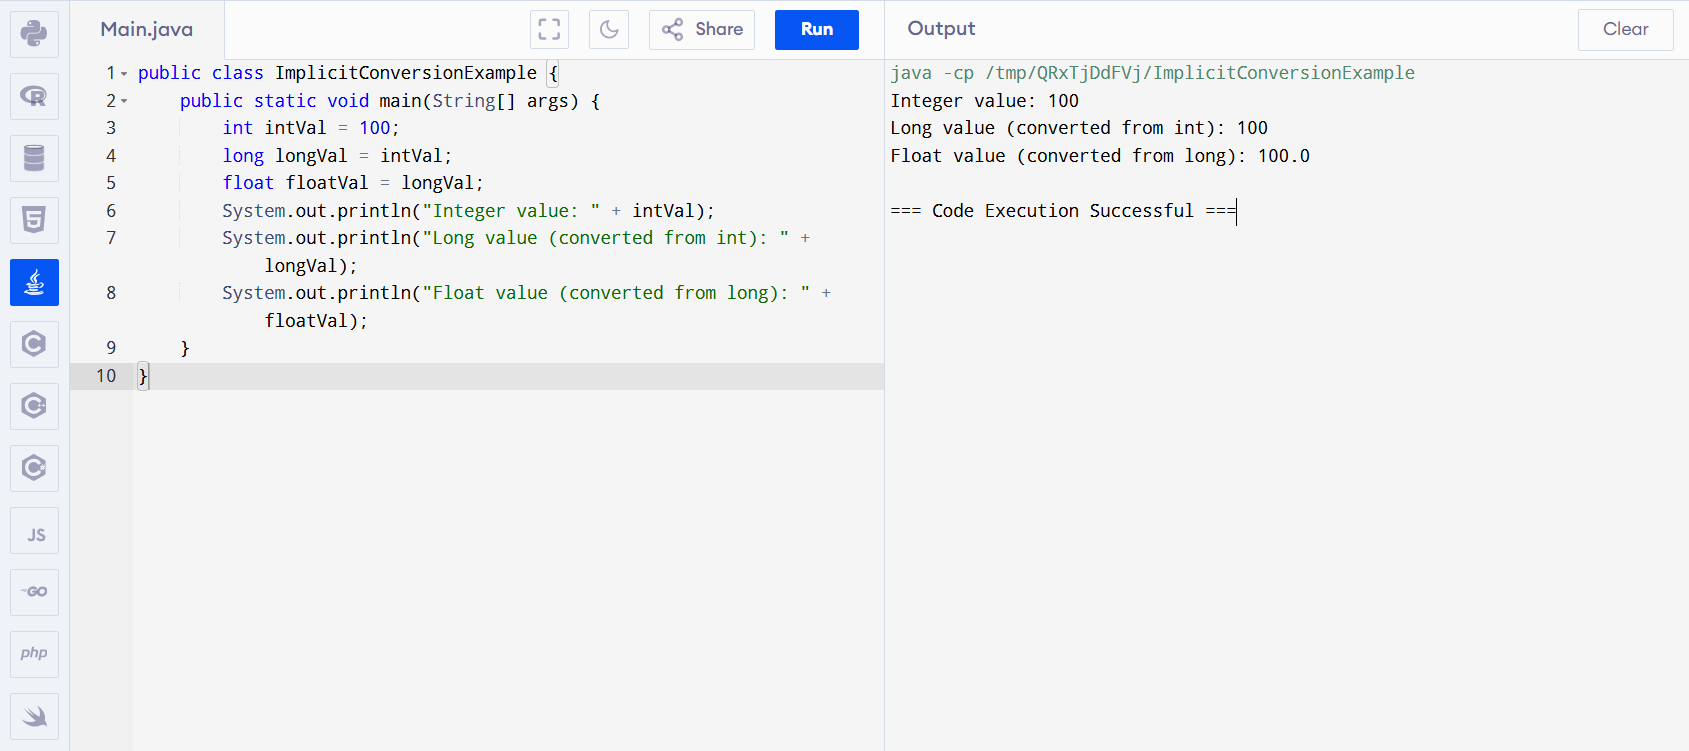 Main.java
Share
Run
Output
Clear
1 public class ImplicitConversionExample {
2 public static void main(String[] args) {
3 int intVal = 100;
4 long longVal = intVal;
5 float floatVal = longVal;
6 System.out.println("Integer value: " + intVal);
7 System.out.println("Long value (converted from int): " +
longVal);
8 System.out.println("Float value (converted from long): " +
floatVal);
9 }
10 }
java -cp /tmp/QRxTjDdFVj/ImplicitConversionExample
Integer value: 100
Long value (converted from int): 100
Float value (converted from long): 100.0
=== Code Execution Successful ===
R
5
C
C+
C#
JS
GO
php